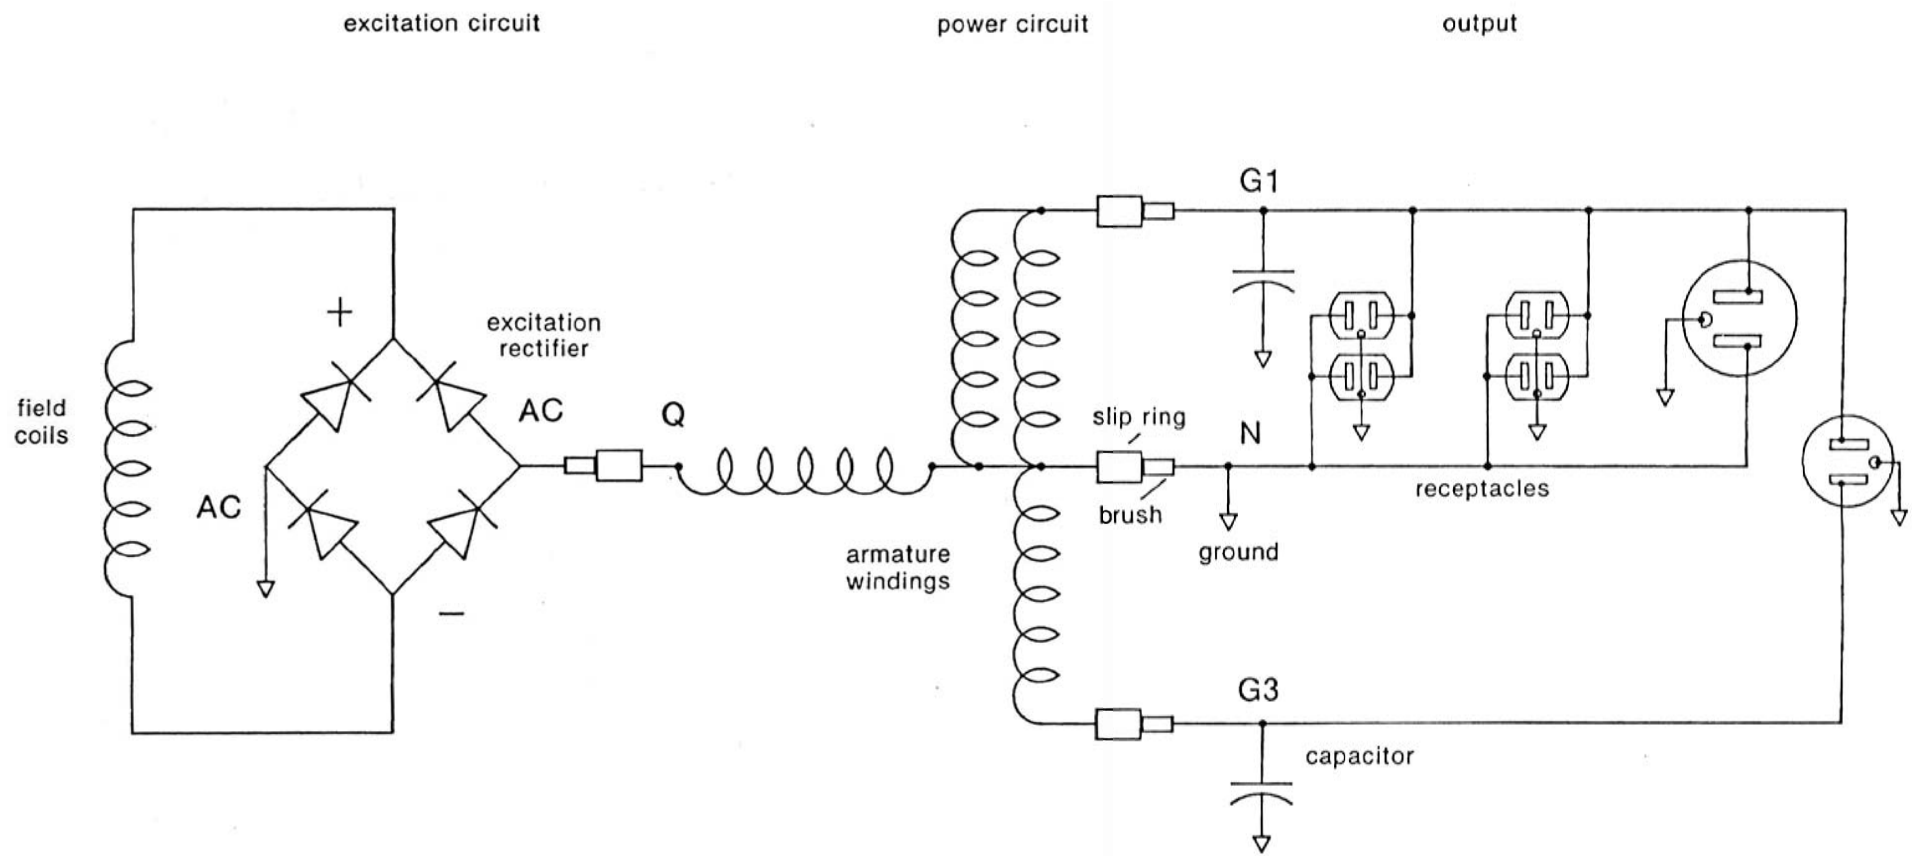 excitation circuit
power circuit
output
G1
+
excitation
rectifier
field
coils
AC
Q
slip ring
N
AC
brush
receptacles
ground
armature
windings
−
G3
capacitor